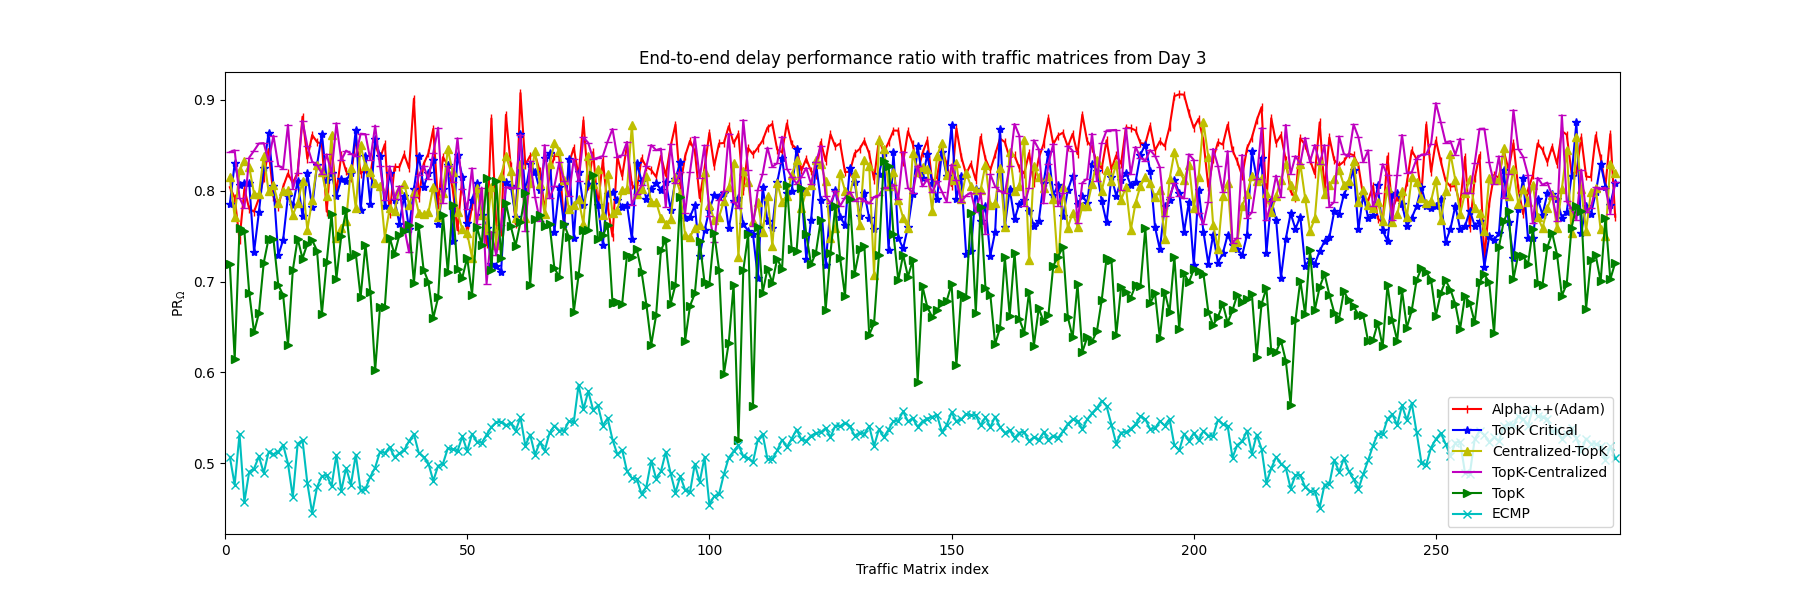 End-to-end delay performance ratio with traffic matrices from Day 3
PR_Ω
0.9
0.8
0.7
0.6
0.5
0 50 100 150 200 250
Traffic Matrix index
Alpha++(Adam)
TopK Critical
Centralized-TopK
TopK-Centralized
TopK
ECMP